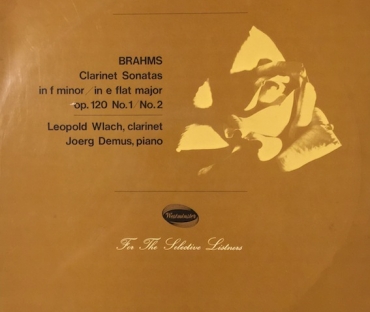 BRAHMS
Clarinet Sonatas
in f minor / in e flat major
op. 120 No. 1 / No. 2
Leopold Wlach, clarinet
Joerg Demus, piano
Westminster
For The Selective Listeners